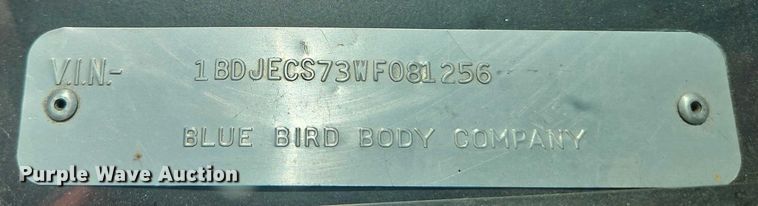 V.I.N.- 1BDJECS73WF081256
BLUE BIRD BODY COMPANY
Purple Wave Auction